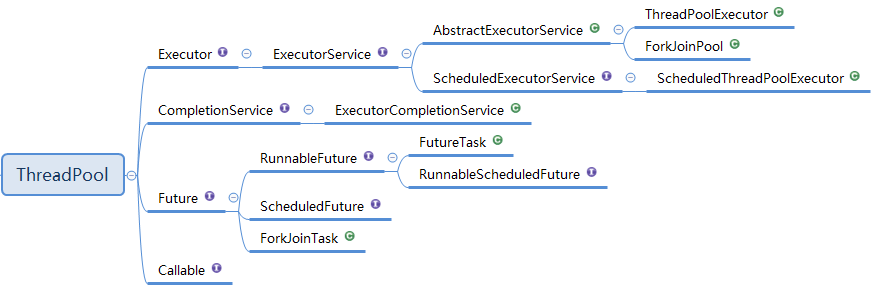 ThreadPool
Executor I
ExecutorService I
AbstractExecutorService C
ThreadPoolExecutor C
ForkJoinPool C
ScheduledExecutorService I
ScheduledThreadPoolExecutor C
CompletionService I
ExecutorCompletionService C
Future I
RunnableFuture I
FutureTask C
RunnableScheduledFuture I
ScheduledFuture I
ForkJoinTask C
Callable I